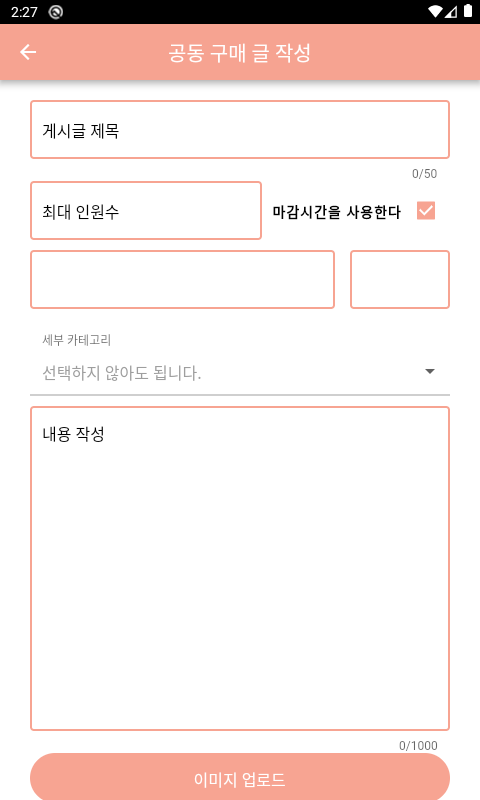 2:27
공동 구매 글 작성
게시글 제목
0/50
최대 인원수
마감시간을 사용한다
세부 카테고리
선택하지 않아도 됩니다.
내용 작성
0/1000
이미지 업로드